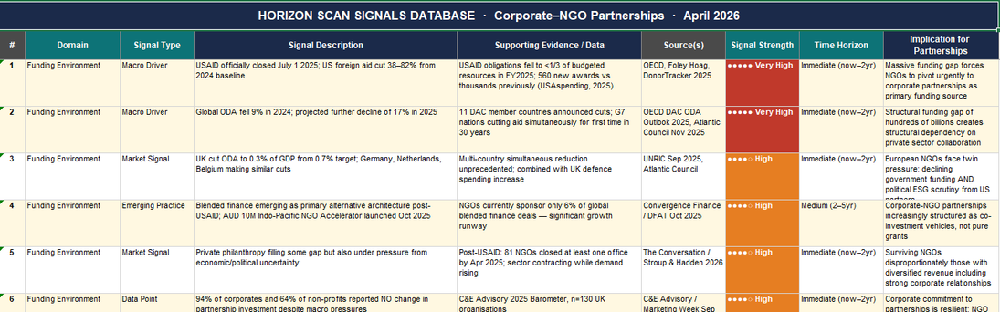 HORIZON SCAN SIGNALS DATABASE · Corporate–NGO Partnerships · April 2026
# Domain Signal Type Signal Description Supporting Evidence / Data Source(s) Signal Strength Time Horizon Implication for
Partnerships
1 Funding Environment Macro Driver USAID officially closed July 1 2025; US foreign aid cut 38–82% from
2024 baseline
USAID obligations fell to <1/3 of budgeted
resources in FY2025; 560 new awards vs
thousands previously (USAspending, 2025)
OECD, Foley Hoag,
DonorTracker 2025
●●●●● Very High
Immediate (now–2yr)
Massive funding gap forces
NGOs to pivot urgently to
corporate partnerships as
primary funding source
2 Funding Environment Macro Driver Global ODA fell 9% in 2024; projected further decline of 17% in 2025
11 DAC member countries announced cuts; G7
nations cutting aid simultaneously for first time in
30 years
OECD DAC ODA
Outlook 2025, Atlantic
Council Nov 2025
●●●●● Very High
Immediate (now–2yr)
Structural funding gap of
hundreds of billions creates
structural dependency on
private sector collaboration
3 Funding Environment Market Signal UK cut ODA to 0.3% of GDP from 0.7% target; Germany, Netherlands,
Belgium making similar cuts
Multi-country simultaneous reduction
unprecedented; combined with UK defence
spending increase
UNRIC Sep 2025,
Atlantic Council
●●●●○ High
Immediate (now–2yr)
European NGOs face twin
pressure: declining
government funding AND
political ESG scrutiny from US
4 Funding Environment Emerging Practice Blended finance emerging as primary alternative architecture post-
USAID; AUD 10M Indo-Pacific NGO Accelerator launched Oct 2025
NGOs currently sponsor only 6% of global
blended finance deals — significant growth
runway
Convergence Finance
/ DFAT Oct 2025
●●●●○ High
Medium (2–5yr)
Corporate-NGO partnerships
increasingly structured as co-
investment vehicles, not pure
grants
5 Funding Environment Market Signal Private philanthropy filling some gap but also under pressure from
economic/political uncertainty
Post-USAID: 81 NGOs closed at least one office
by Apr 2025; sector contracting while demand
rising
The Conversation /
Stroup & Hadden 2026
●●●●○ High
Immediate (now–2yr)
Surviving NGOs
disproportionately those with
diversified revenue including
strong corporate relationships
6 Funding Environment Data Point 94% of corporates and 64% of non-profits reported NO change in
partnership investment despite macro pressures
C&E Advisory 2025 Barometer, n=130 UK
organisations
C&E Advisory /
Marketing Week Sep
●●●●○ High
Immediate (now–2yr)
Corporate commitment to
partnerships is resilient; NGO